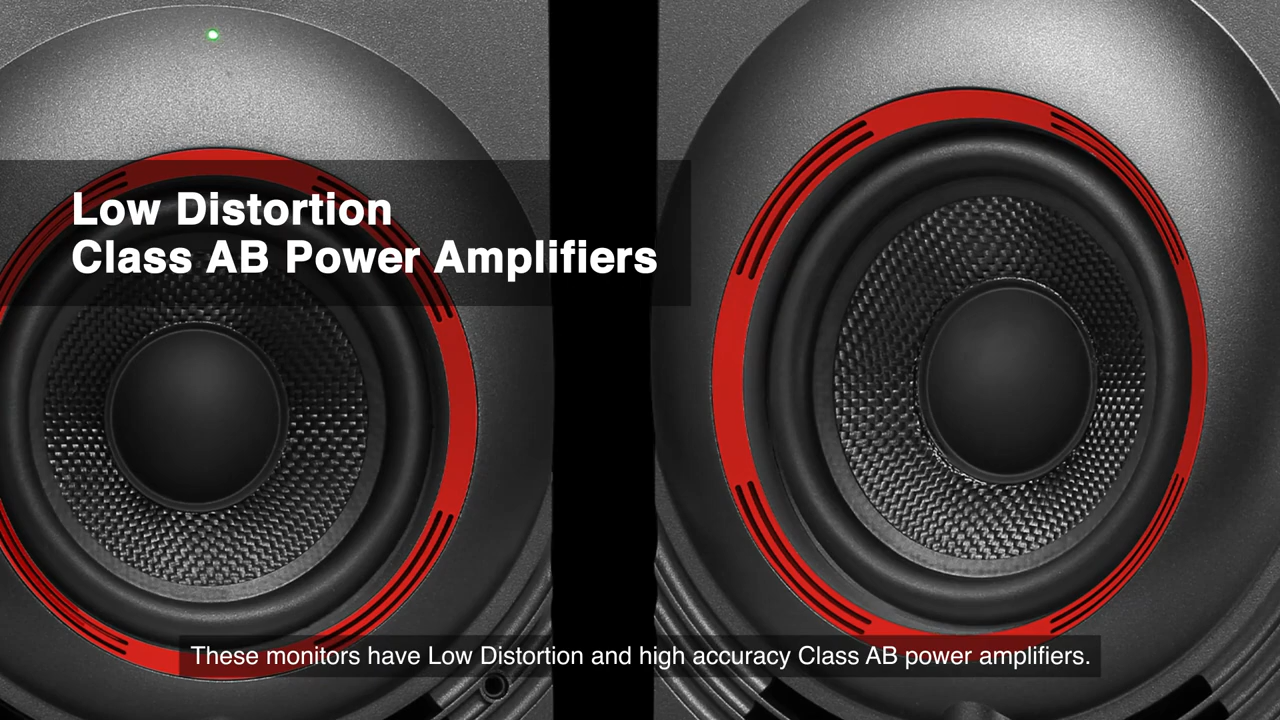 Low Distortion
Class AB Power Amplifiers
These monitors have Low Distortion and high accuracy Class AB power amplifiers.